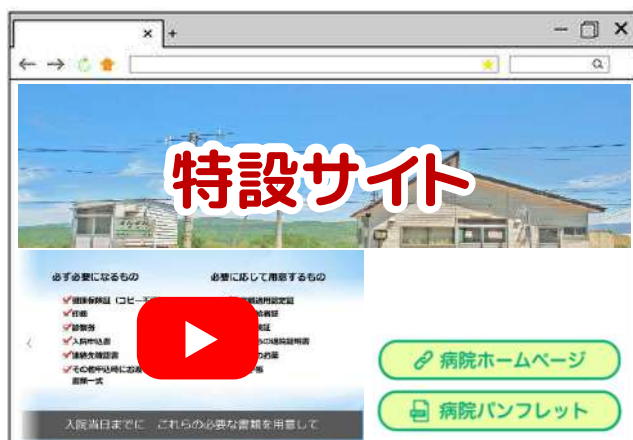 特設サイト
必ず必要になるもの
必要に応じて用意するもの
健康保険証（コピー不
印鑑
診察券
入院申込書
連絡先確認書
その他申込時にお渡
書類一式
入院当日までに これらの必要な書類を用意して
病院ホームページ
病院パンフレット